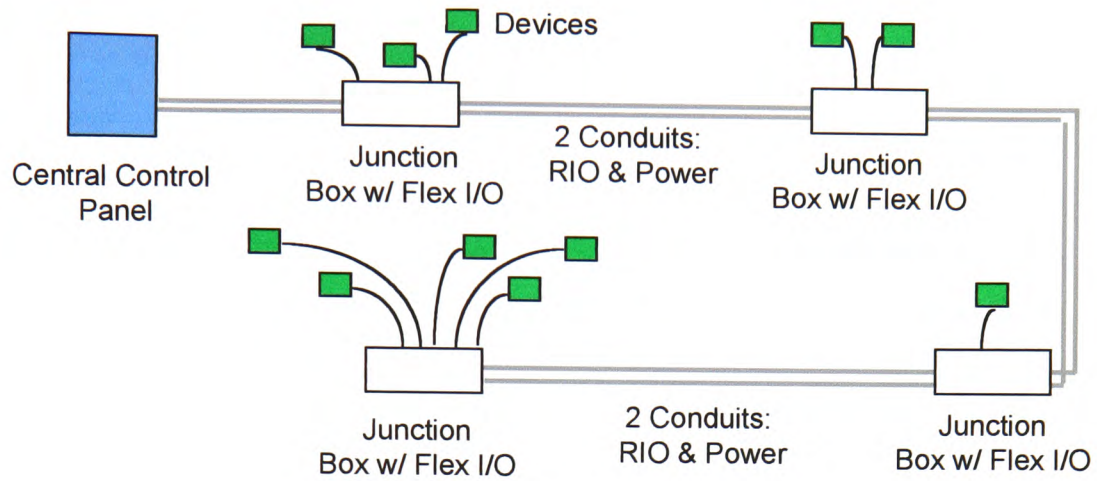 Devices
Central Control
Panel
Junction
Box w/ Flex I/O
2 Conduits:
RIO & Power
Junction
Box w/ Flex I/O
Junction
Box w/ Flex I/O
2 Conduits:
RIO & Power
Junction
Box w/ Flex I/O